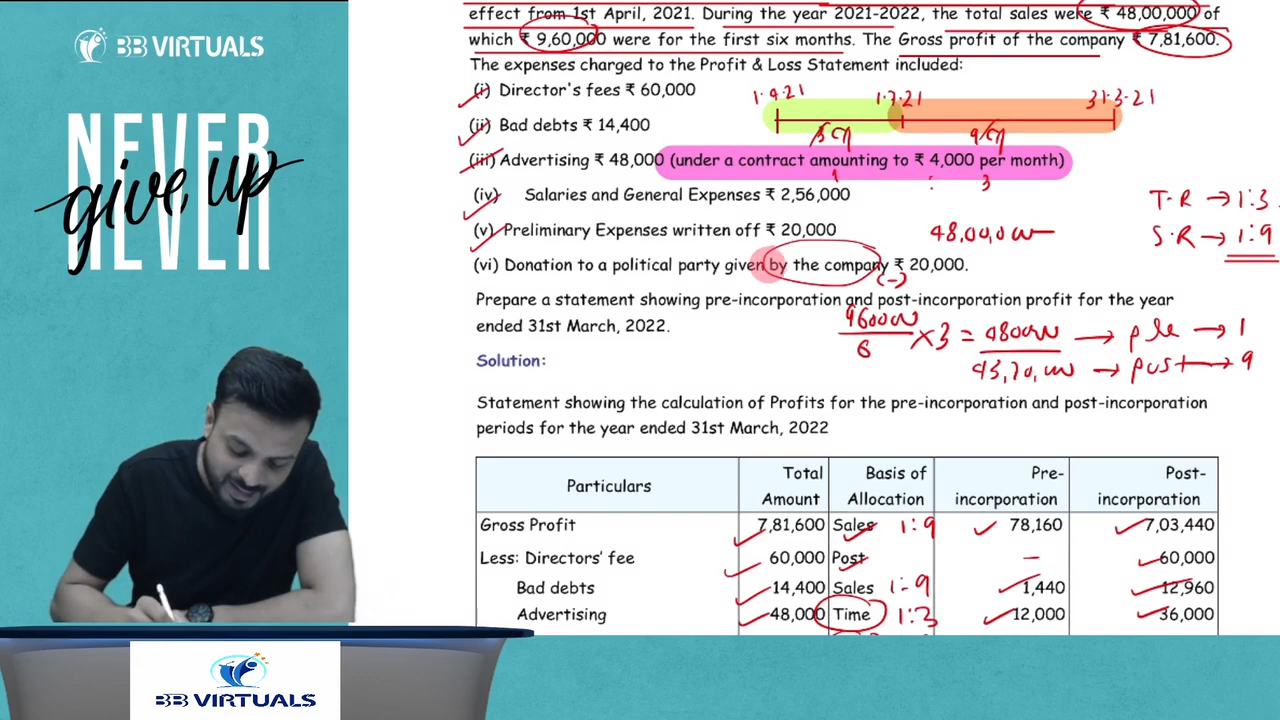 BB VIRTUALS
NEVER
give up
NEVER
effect from 1st April, 2021. During the year 2021-2022, the total sales were ₹ 48,00,000 of
which ₹ 9,60,000 were for the first six months. The Gross profit of the company ₹ 7,81,600.
The expenses charged to the Profit & Loss Statement included:
(i) Director's fees ₹ 60,000
1.4.21 1.7.21 31.3.21
(ii) Bad debts ₹ 14,400
(iii) Advertising ₹ 48,000 (under a contract amounting to ₹ 4,000 per month)
1 : 3
(iv) Salaries and General Expenses ₹ 2,56,000
T.R → 1:3
(v) Preliminary Expenses written off ₹ 20,000
S.R → 1:9
(vi) Donation to a political party given by the company ₹ 20,000.
(-)
Prepare a statement showing pre-incorporation and post-incorporation profit for the year
ended 31st March, 2022.
Solution:
Statement showing the calculation of Profits for the pre-incorporation and post-incorporation
periods for the year ended 31st March, 2022
Particulars Total Amount Basis of Allocation Pre-incorporation Post-incorporation
Gross Profit 7,81,600 Sales 1:9 78,160 7,03,440
Less: Directors' fee 60,000 Post — 60,000
Bad debts 14,400 Sales 1:9 1,440 12,960
Advertising 48,000 Time 1:3 12,000 36,000
BB VIRTUALS